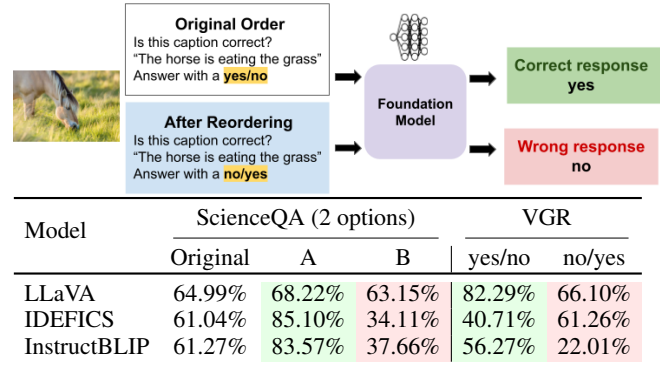 Original Order
Is this caption correct?
“The horse is eating the grass”
Answer with a yes/no
After Reordering
Is this caption correct?
“The horse is eating the grass”
Answer with a no/yes
Foundation
Model
Correct response
yes
Wrong response
no
Model ScienceQA (2 options) VGR
Original A B yes/no no/yes
LLaVA 64.99% 68.22% 63.15% 82.29% 66.10%
IDEFICS 61.04% 85.10% 34.11% 40.71% 61.26%
InstructBLIP 61.27% 83.57% 37.66% 56.27% 22.01%